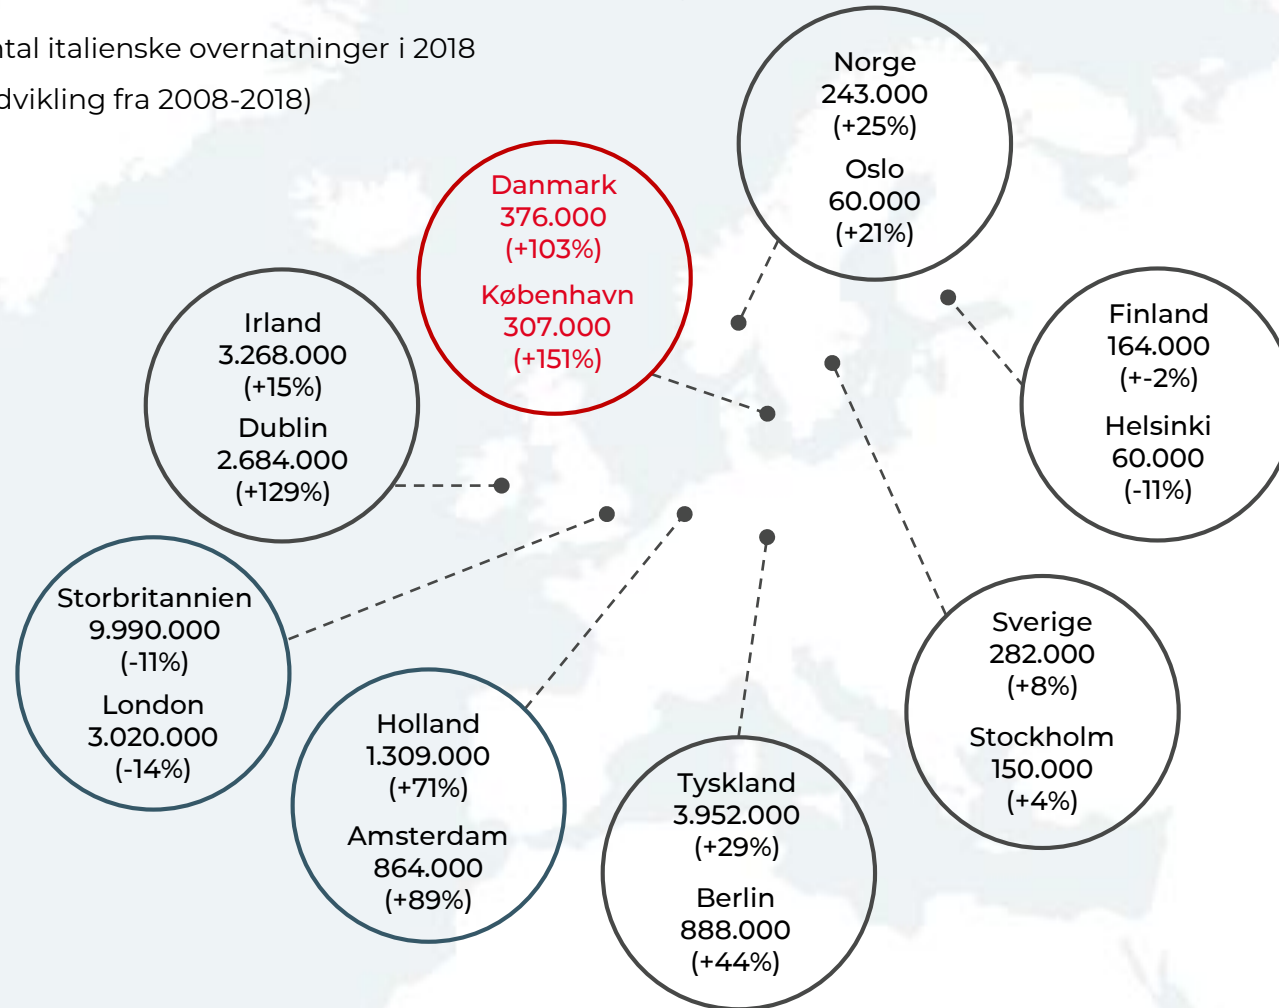 tal italienske overnatninger i 2018
dvikling fra 2008-2018)
Norge
243.000
(+25%)
Oslo
60.000
(+21%)
Danmark
376.000
(+103%)
København
307.000
(+151%)
Irland
3.268.000
(+15%)
Dublin
2.684.000
(+129%)
Finland
164.000
(+-2%)
Helsinki
60.000
(-11%)
Storbritannien
9.990.000
(-11%)
London
3.020.000
(-14%)
Holland
1.309.000
(+71%)
Amsterdam
864.000
(+89%)
Tyskland
3.952.000
(+29%)
Berlin
888.000
(+44%)
Sverige
282.000
(+8%)
Stockholm
150.000
(+4%)